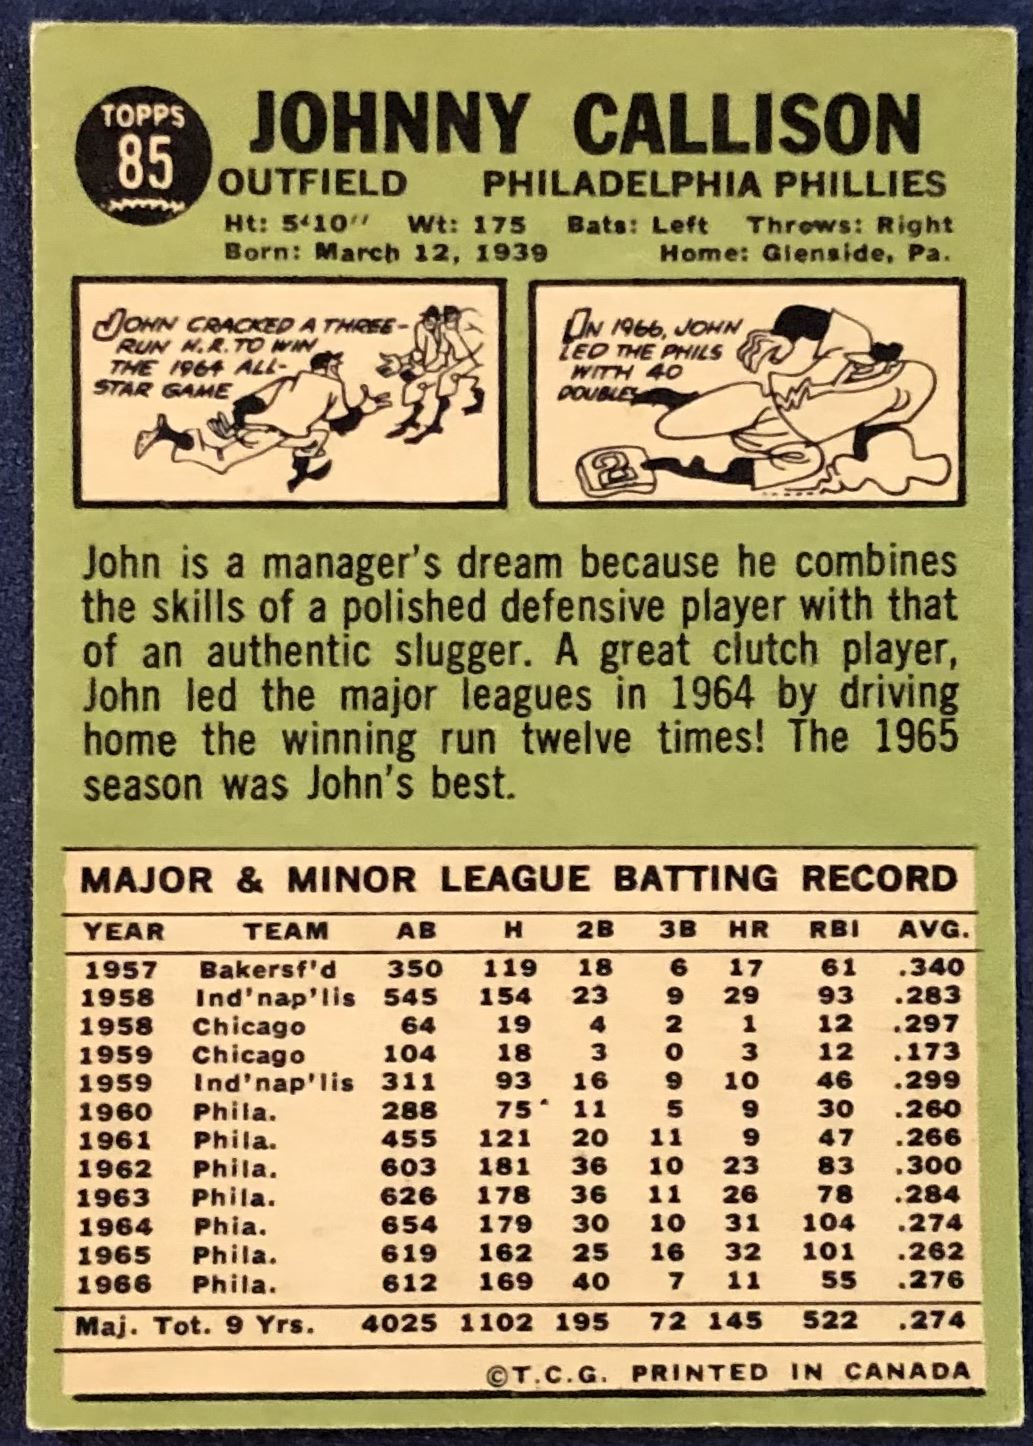 TOPPS
85
JOHNNY CALLISON
OUTFIELD PHILADELPHIA PHILLIES
Ht: 5'10" Wt: 175 Bats: Left Throws: Right
Born: March 12, 1939 Home: Glenside, Pa.
JOHN CRACKED A THREE-
RUN H.R. TO WIN
THE 1964 ALL-
STAR GAME
IN 1966, JOHN
LED THE PHILS
WITH 40
DOUBLES
2
John is a manager's dream because he combines
the skills of a polished defensive player with that
of an authentic slugger. A great clutch player,
John led the major leagues in 1964 by driving
home the winning run twelve times! The 1965
season was John's best.
MAJOR & MINOR LEAGUE BATTING RECORD
YEAR TEAM AB H 2B 3B HR RBI AVG.
1957 Bakersf'd 350 119 18 6 17 61 .340
1958 Ind'nap'lis 545 154 23 9 29 93 .283
1958 Chicago 64 19 4 2 1 12 .297
1959 Chicago 104 18 3 0 3 12 .173
1959 Ind'nap'lis 311 93 16 9 10 46 .299
1960 Phila. 288 75 11 5 9 30 .260
1961 Phila. 455 121 20 11 9 47 .266
1962 Phila. 603 181 36 10 23 83 .300
1963 Phila. 626 178 36 11 26 78 .284
1964 Phia. 654 179 30 10 31 104 .274
1965 Phila. 619 162 25 16 32 101 .262
1966 Phila. 612 169 40 7 11 55 .276
Maj. Tot. 9 Yrs. 4025 1102 195 72 145 522 .274
©T.C.G. PRINTED IN CANADA